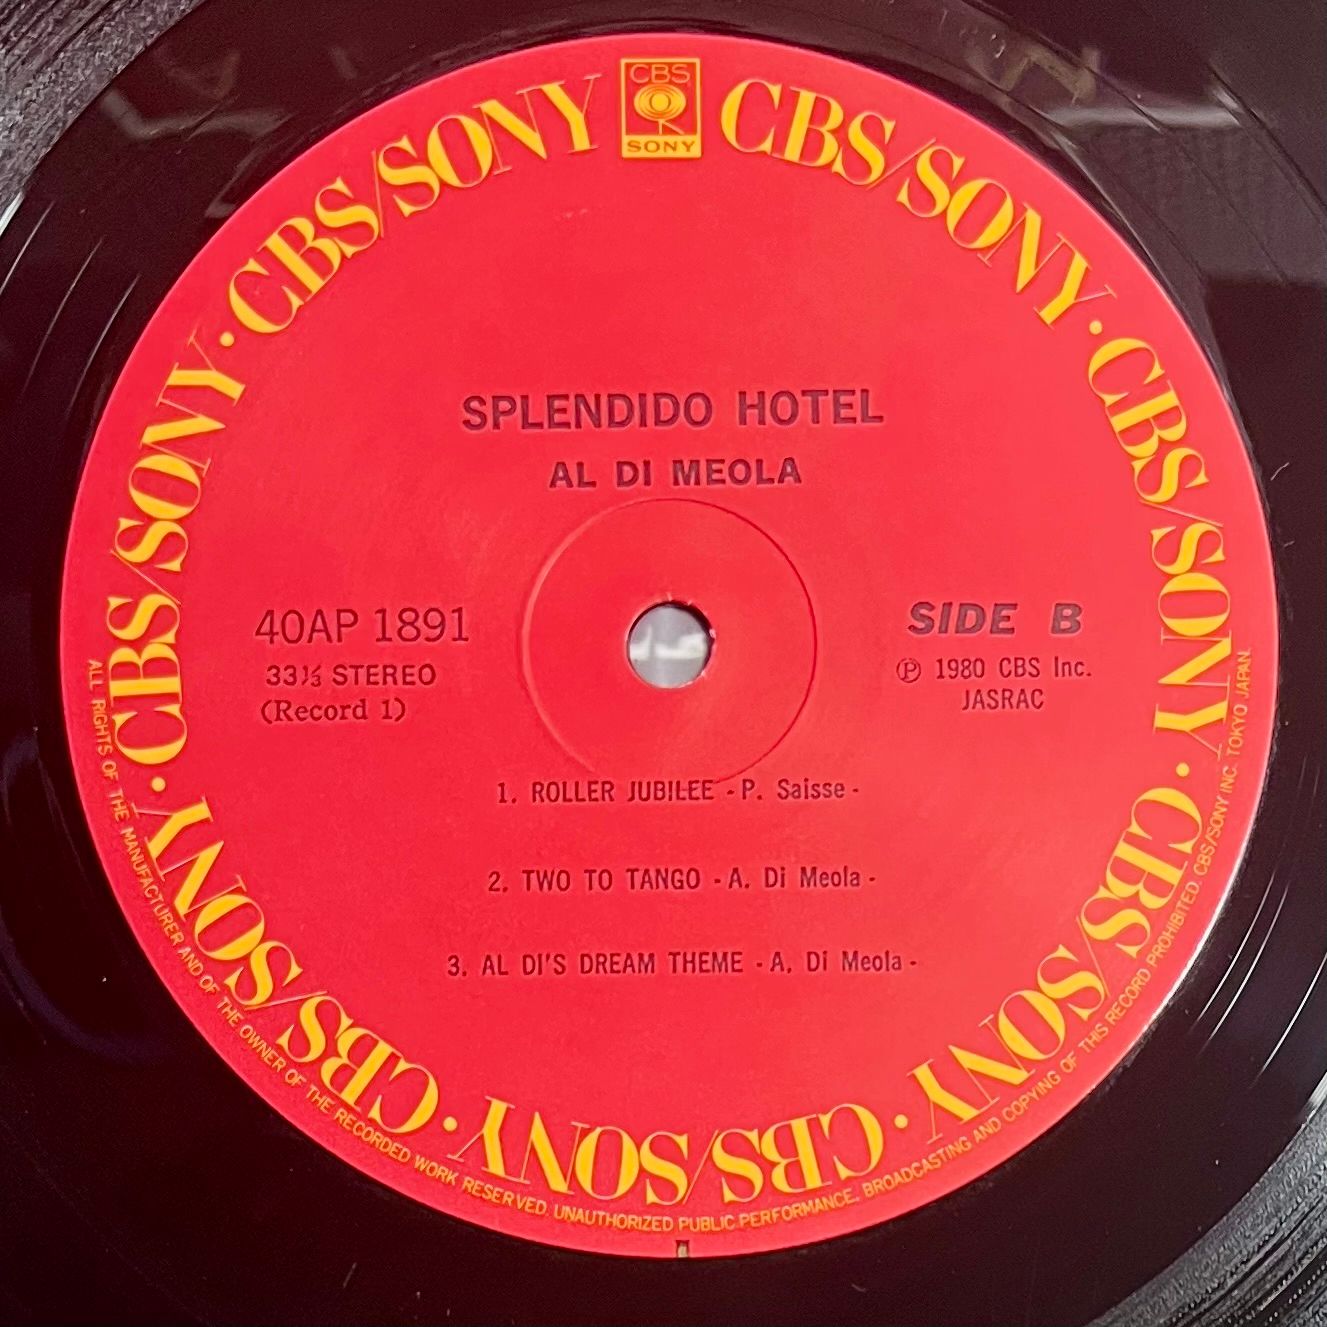 CBS
SONY
CBS/SONY · CBS/SONY · CBS/SONY · CBS/SONY · CBS/SONY · CBS/SONY · CBS/SONY · CBS/SONY
SPLENDIDO HOTEL
AL DI MEOLA
40AP 1891
33⅓ STEREO
(Record 1)
SIDE B
℗ 1980 CBS Inc.
JASRAC
1. ROLLER JUBILEE - P. Saisse -
2. TWO TO TANGO - A. Di Meola -
3. AL DI'S DREAM THEME - A. Di Meola -
ALL RIGHTS OF THE MANUFACTURER AND OF THE OWNER OF THE RECORDED WORK RESERVED. UNAUTHORIZED PUBLIC PERFORMANCE, BROADCASTING AND COPYING OF THIS RECORD PROHIBITED. CBS/SONY INC. TOKYO JAPAN.